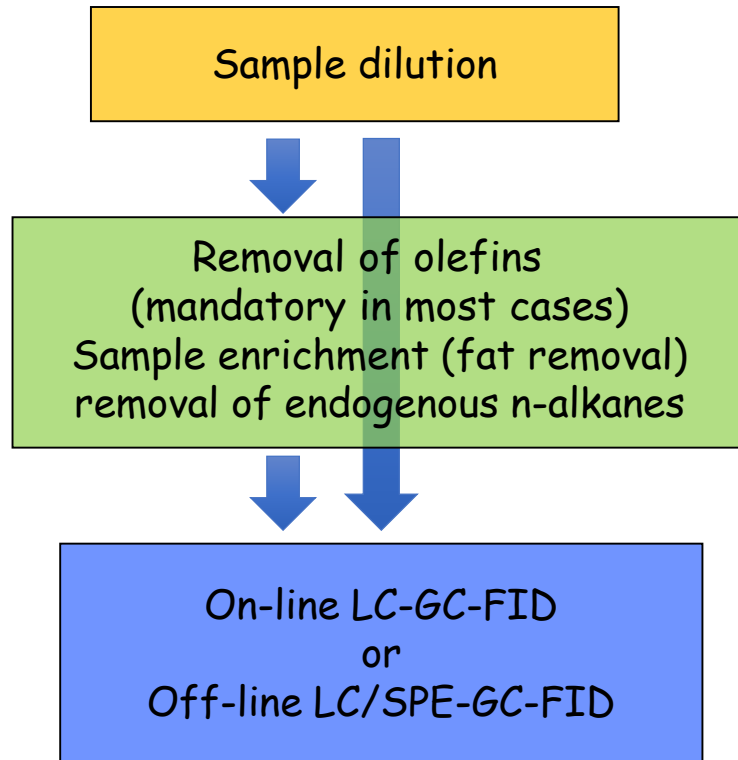 Sample dilution
Removal of olefins
(mandatory in most cases)
Sample enrichment (fat removal)
removal of endogenous n-alkanes
On-line LC-GC-FID
or
Off-line LC/SPE-GC-FID